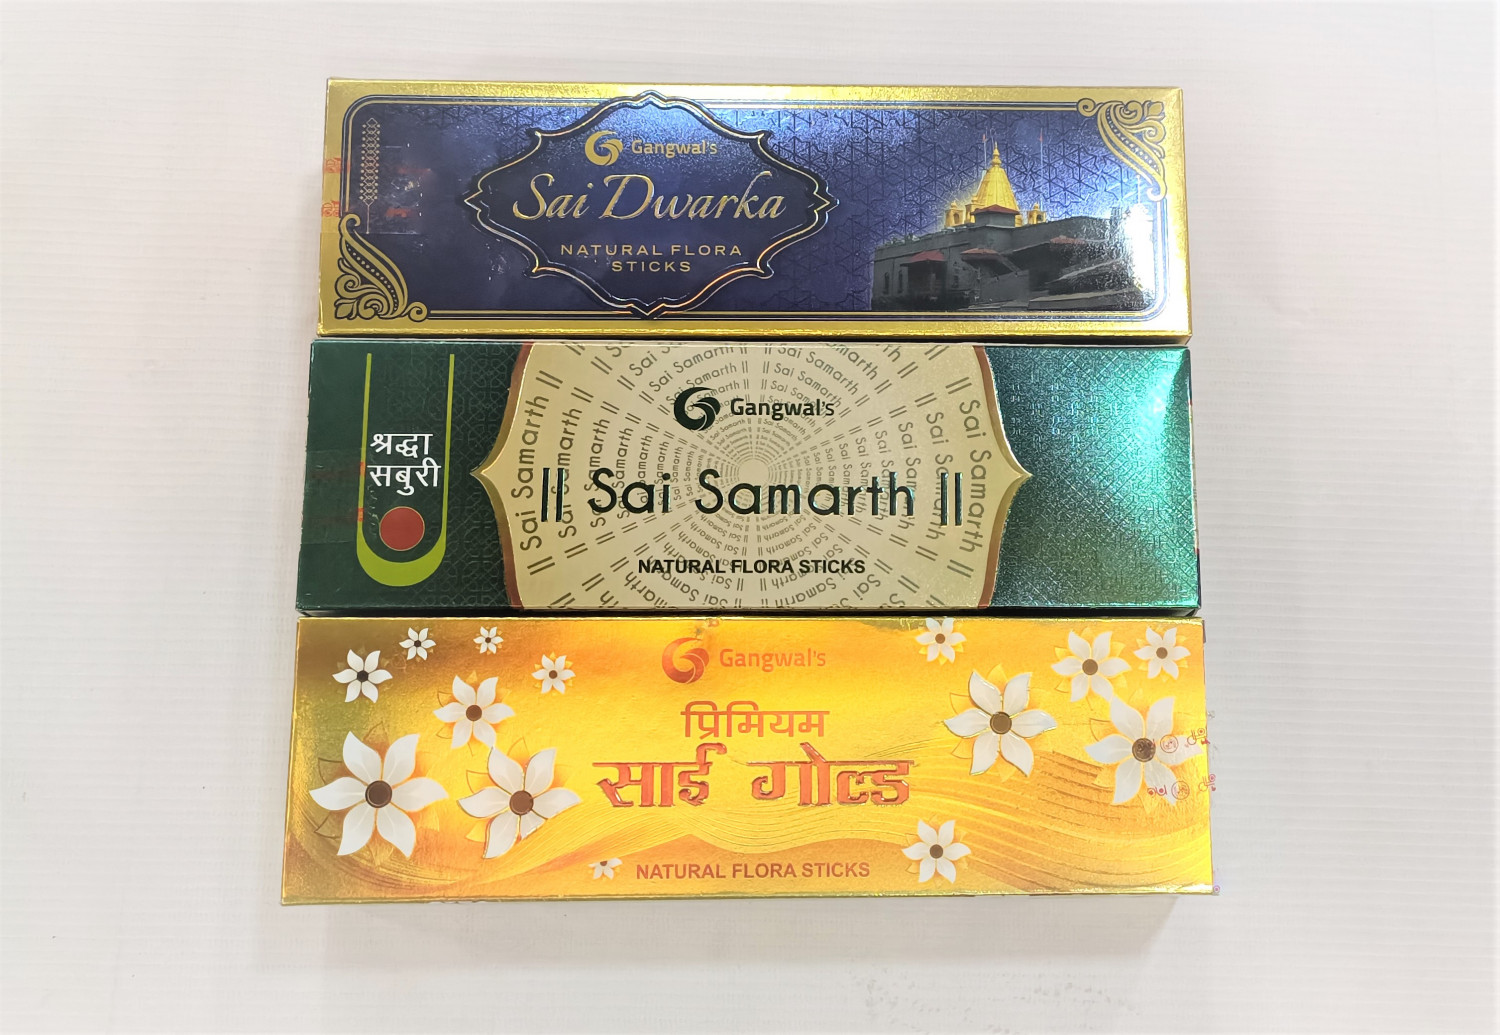 Gangwal's
Sai Dwarka
NATURAL FLORA
STICKS
श्रद्धा
सबुरी
Gangwal's
|| Sai Samarth ||
NATURAL FLORA STICKS
Gangwal's
प्रिमियम
साई गोल्ड
NATURAL FLORA STICKS